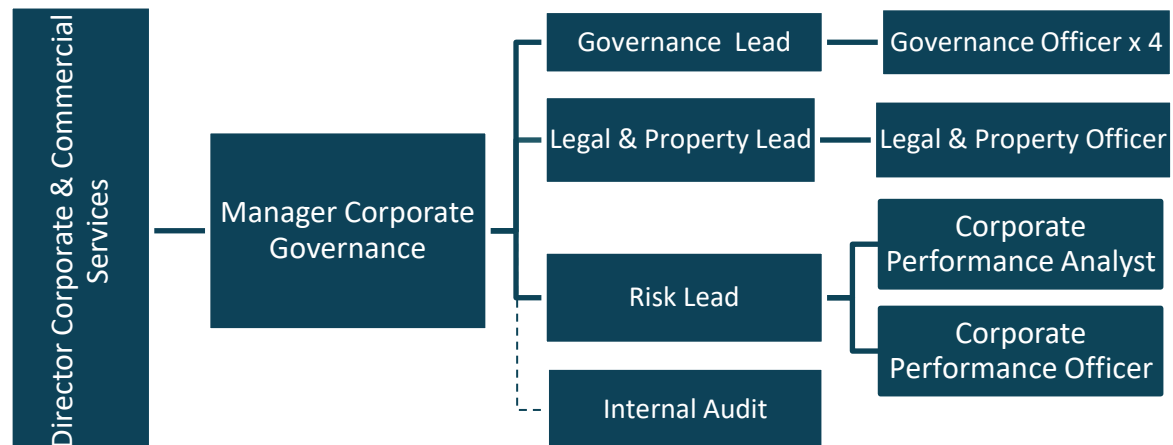 Director Corporate & Commercial
Services
Manager Corporate
Governance
Governance Lead
Governance Officer x 4
Legal & Property Lead
Legal & Property Officer
Risk Lead
Corporate
Performance Analyst
Corporate
Performance Officer
Internal Audit